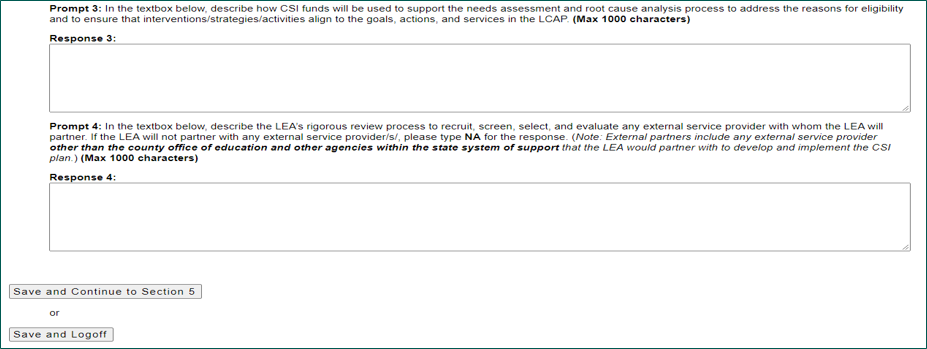 Prompt 3: In the textbox below, describe how CSI funds will be used to support the needs assessment and root cause analysis process to address the reasons for eligibility
and to ensure that interventions/strategies/activities align to the goals, actions, and services in the LCAP. (Max 1000 characters)
Response 3:
Prompt 4: In the textbox below, describe the LEA's rigorous review process to recruit, screen, select, and evaluate any external service provider with whom the LEA will
partner. If the LEA will not partner with any external service provider/s/, please type NA for the response. (Note: External partners include any external service provider
other than the county office of education and other agencies within the state system of support that the LEA would partner with to develop and implement the CSI
plan.) (Max 1000 characters)
Response 4:
Save and Continue to Section 5
or
Save and Logoff